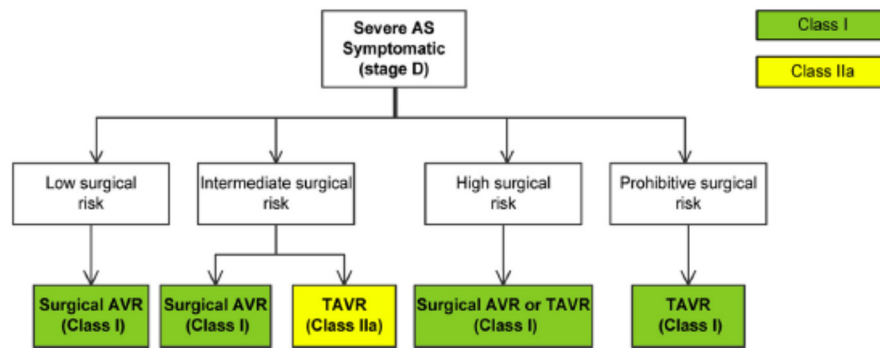 Severe AS
Symptomatic
(stage D)
Class I
Class IIa
Low surgical
risk
Intermediate surgical
risk
High surgical
risk
Prohibitive surgical
risk
Surgical AVR
(Class I)
Surgical AVR
(Class I)
TAVR
(Class IIa)
Surgical AVR or TAVR
(Class I)
TAVR
(Class I)